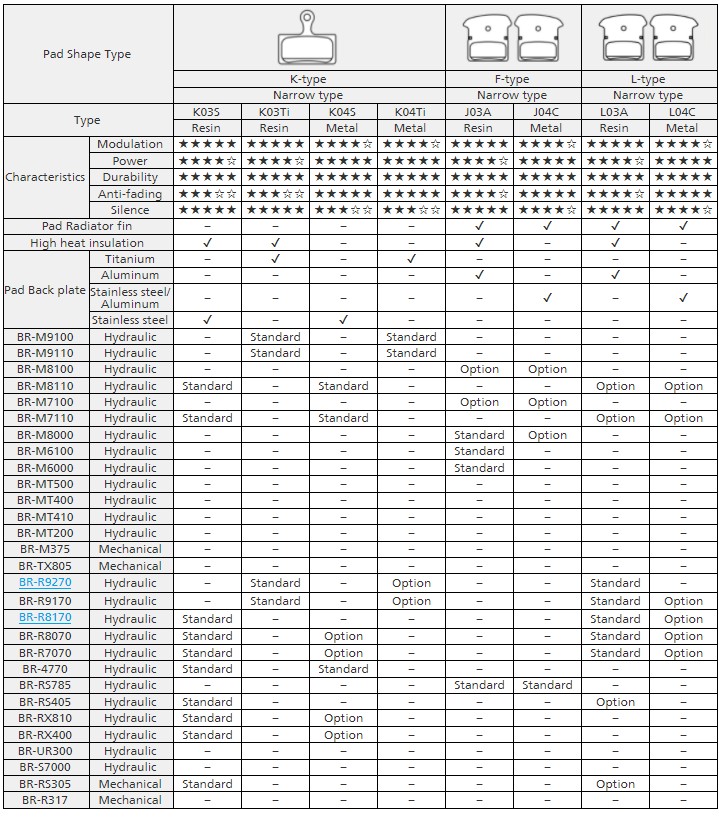 Pad Shape Type
K-type F-type L-type
Narrow type Narrow type Narrow type
Type K03S K03Ti K04S K04Ti J03A J04C L03A L04C
Resin Resin Metal Metal Resin Metal Resin Metal
Characteristics
Modulation ★★★★★ ★★★★★ ★★★★☆ ★★★★☆ ★★★★★ ★★★★☆ ★★★★★ ★★★★☆
Power ★★★★☆ ★★★★☆ ★★★★★ ★★★★★ ★★★★☆ ★★★★★ ★★★★☆ ★★★★★
Durability ★★★★★ ★★★★★ ★★★★★ ★★★★★ ★★★★★ ★★★★★ ★★★★★ ★★★★★
Anti-fading ★★★☆☆ ★★★☆☆ ★★★★★ ★★★★★ ★★★★☆ ★★★★★ ★★★★☆ ★★★★★
Silence ★★★★★ ★★★★★ ★★★☆☆ ★★★☆☆ ★★★★★ ★★★★☆ ★★★★★ ★★★★☆
Pad Radiator fin – – – – ✓ ✓ ✓ ✓
High heat insulation ✓ ✓ – – ✓ – ✓ –
Pad Back plate
Titanium – ✓ – ✓ – – – –
Aluminum – – – – ✓ – ✓ –
Stainless steel/
Aluminum – – – – – ✓ – ✓
Stainless steel ✓ – ✓ – – – – –
BR-M9100 Hydraulic – Standard – Standard – – – –
BR-M9110 Hydraulic – Standard – Standard – – – –
BR-M8100 Hydraulic – – – – Option Option – –
BR-M8110 Hydraulic Standard – Standard – – – Option Option
BR-M7100 Hydraulic – – – – Option Option – –
BR-M7110 Hydraulic Standard – Standard – – – Option Option
BR-M8000 Hydraulic – – – – Standard Option – –
BR-M6100 Hydraulic – – – – Standard – – –
BR-M6000 Hydraulic – – – – Standard – – –
BR-MT500 Hydraulic – – – – – – – –
BR-MT400 Hydraulic – – – – – – – –
BR-MT410 Hydraulic – – – – – – – –
BR-MT200 Hydraulic – – – – – – – –
BR-M375 Mechanical – – – – – – – –
BR-TX805 Mechanical – – – – – – – –
BR-R9270 Hydraulic – Standard – Option – – Standard –
BR-R9170 Hydraulic – Standard – Option – – Standard Option
BR-R8170 Hydraulic Standard – – – – – Standard Option
BR-R8070 Hydraulic Standard – Option – – – Standard Option
BR-R7070 Hydraulic Standard – Option – – – Standard Option
BR-4770 Hydraulic Standard – Standard – – – – –
BR-RS785 Hydraulic – – – – Standard Standard – –
BR-RS405 Hydraulic Standard – – – – – Option –
BR-RX810 Hydraulic Standard – Option – – – – –
BR-RX400 Hydraulic Standard – Option – – – – –
BR-UR300 Hydraulic – – – – – – – –
BR-S7000 Hydraulic – – – – – – – –
BR-RS305 Mechanical Standard – – – – – Option –
BR-R317 Mechanical – – – – – – – –